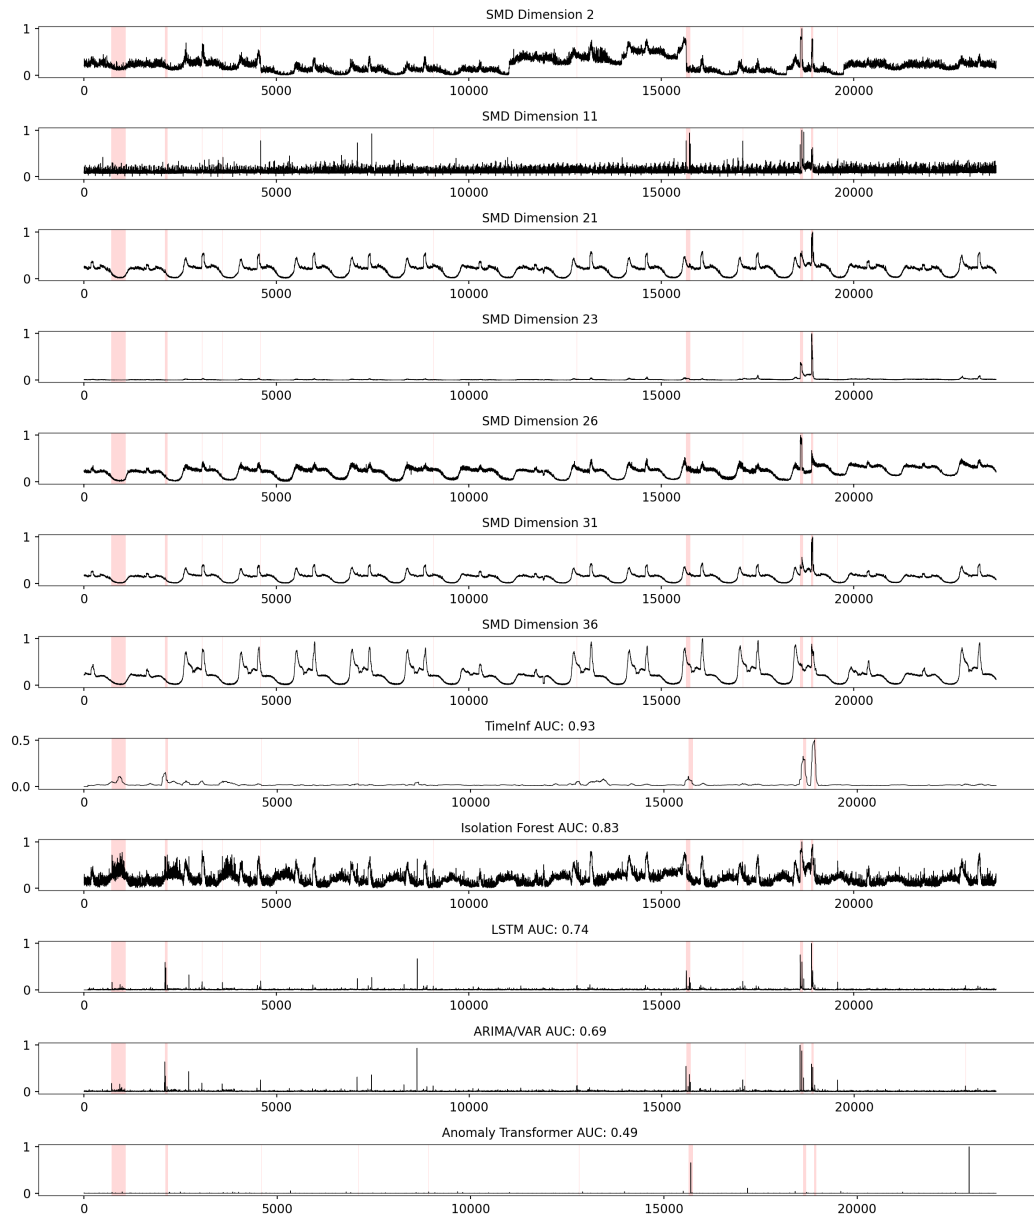 SMD Dimension 2
1
0
0 5000 10000 15000 20000
SMD Dimension 11
1
0
0 5000 10000 15000 20000
SMD Dimension 21
1
0
0 5000 10000 15000 20000
SMD Dimension 23
1
0
0 5000 10000 15000 20000
SMD Dimension 26
1
0
0 5000 10000 15000 20000
SMD Dimension 31
1
0
0 5000 10000 15000 20000
SMD Dimension 36
1
0
0 5000 10000 15000 20000
TimeInf AUC: 0.93
0.5
0.0
0 5000 10000 15000 20000
Isolation Forest AUC: 0.83
1
0
0 5000 10000 15000 20000
LSTM AUC: 0.74
1
0
0 5000 10000 15000 20000
ARIMA/VAR AUC: 0.69
1
0
0 5000 10000 15000 20000
Anomaly Transformer AUC: 0.49
1
0
0 5000 10000 15000 20000